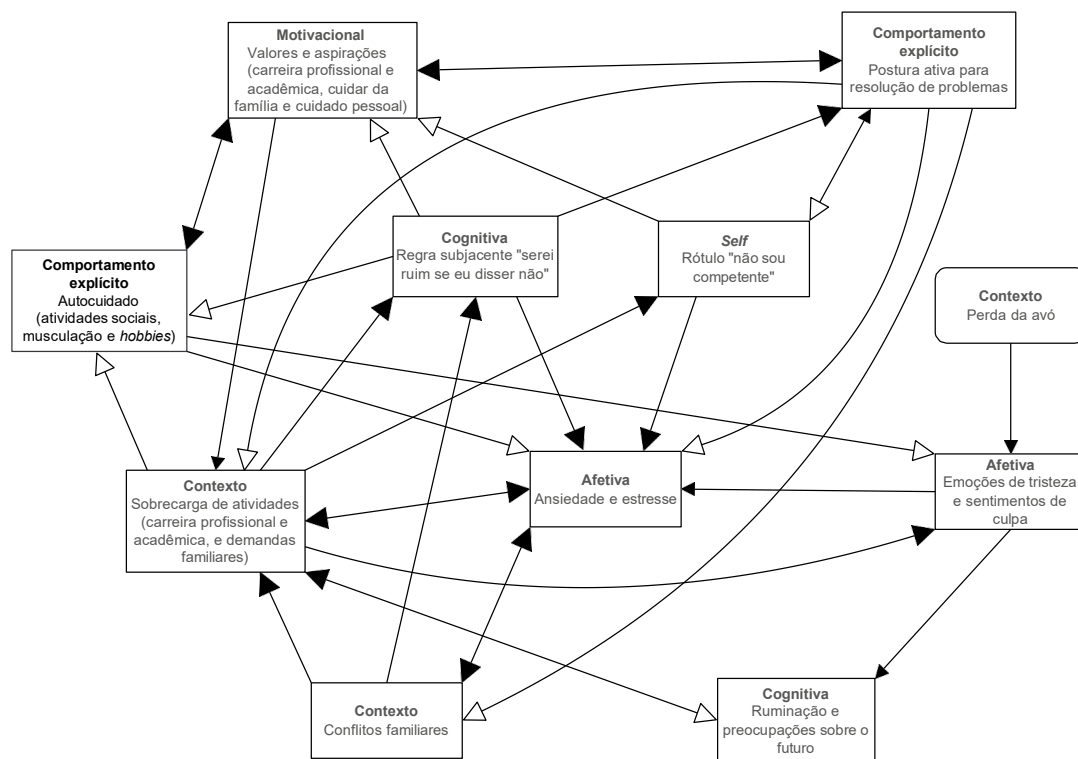 Motivacional
Valores e aspirações
(carreira profissional e
acadêmica, cuidar da
família e cuidado pessoal)
Comportamento
explícito
Postura ativa para
resolução de problemas
Cognitiva
Regra subjacente "serei
ruim se eu disser não"
Self
Rótulo "não sou
competente"
Comportamento
explícito
Autocuidado
(atividades sociais,
musculação e hobbies)
Contexto
Perda da avó
Contexto
Sobrecarga de atividades
(carreira profissional e
acadêmica, e demandas
familiares)
Afetiva
Ansiedade e estresse
Afetiva
Emoções de tristeza
e sentimentos de
culpa
Contexto
Conflitos familiares
Cognitiva
Ruminação e
preocupações sobre o
futuro